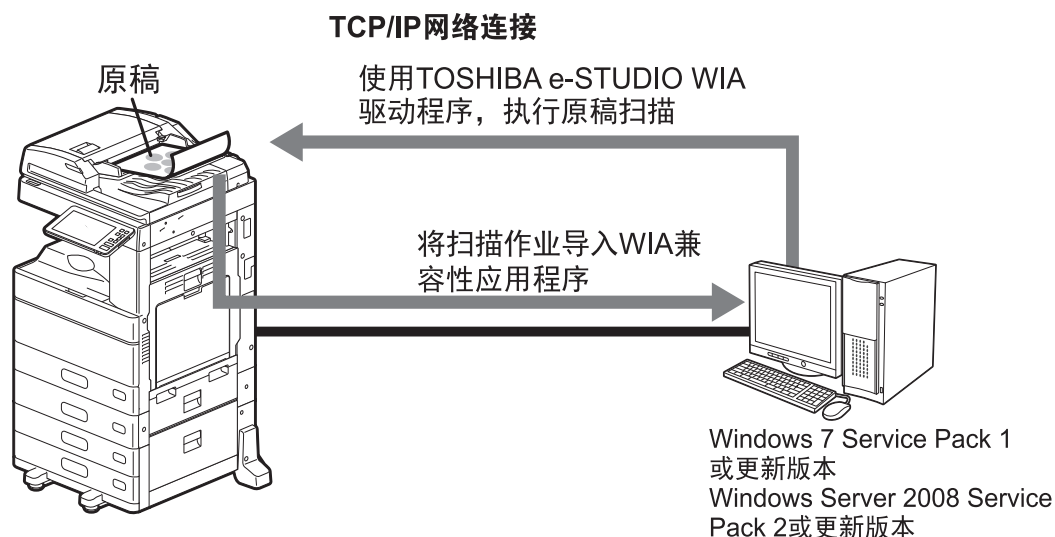 TCP/IP网络连接
原稿
使用TOSHIBA e-STUDIO WIA
驱动程序，执行原稿扫描
将扫描作业导入WIA兼
容性应用程序
Windows 7 Service Pack 1
或更新版本
Windows Server 2008 Service
Pack 2或更新版本